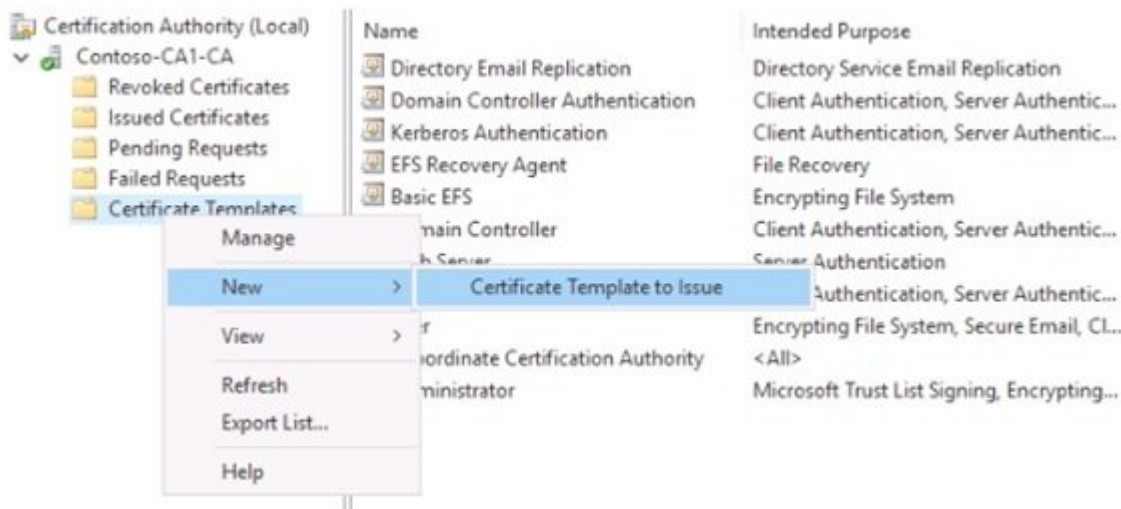 Certification Authority (Local)
Contoso-CA1-CA
Revoked Certificates
Issued Certificates
Pending Requests
Failed Requests
Certificate Templates
Manage
New
Certificate Template to Issue
View
Refresh
Export List...
Help
Name Intended Purpose
Directory Email Replication Directory Service Email Replication
Domain Controller Authentication Client Authentication, Server Authentic...
Kerberos Authentication Client Authentication, Server Authentic...
EFS Recovery Agent File Recovery
Basic EFS Encrypting File System
main Controller Client Authentication, Server Authentic...
Server Server Authentication
Authentication, Server Authentic...
Encrypting File System, Secure Email, Cl...
ordinate Certification Authority <All>
ministrator Microsoft Trust List Signing, Encrypting...